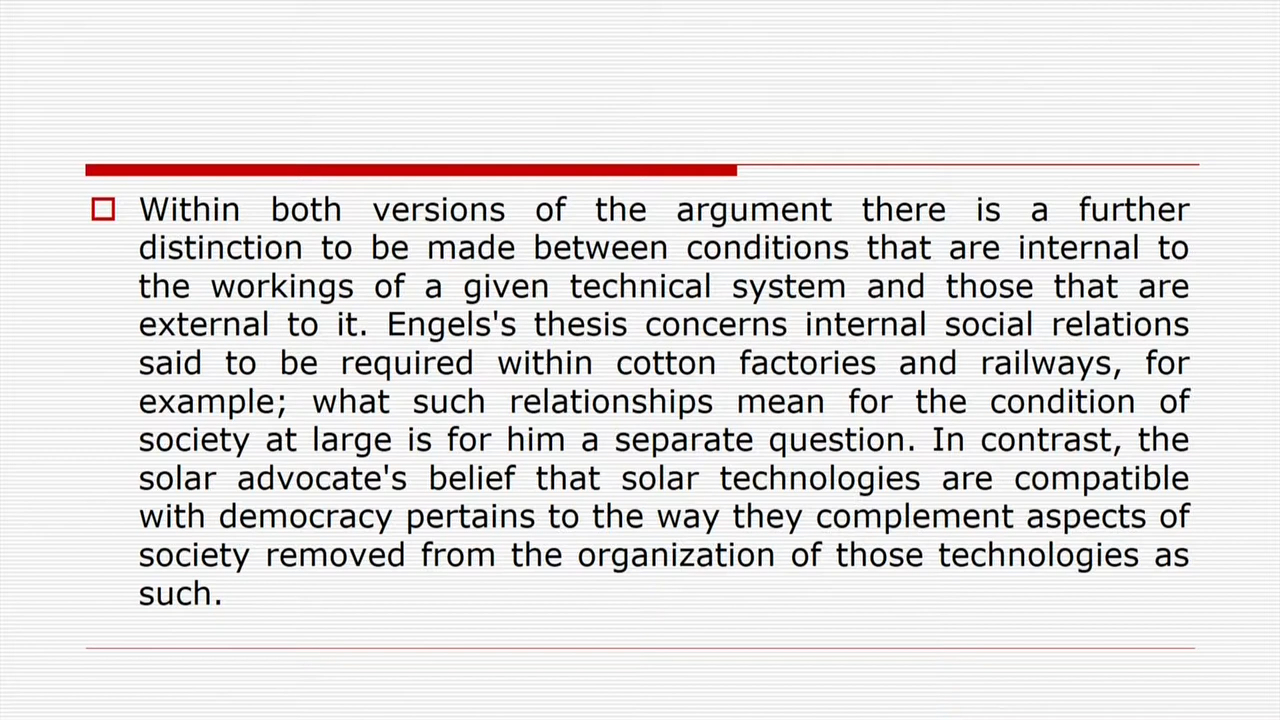 Within both versions of the argument there is a further
distinction to be made between conditions that are internal to
the workings of a given technical system and those that are
external to it. Engels's thesis concerns internal social relations
said to be required within cotton factories and railways, for
example; what such relationships mean for the condition of
society at large is for him a separate question. In contrast, the
solar advocate's belief that solar technologies are compatible
with democracy pertains to the way they complement aspects of
society removed from the organization of those technologies as
such.